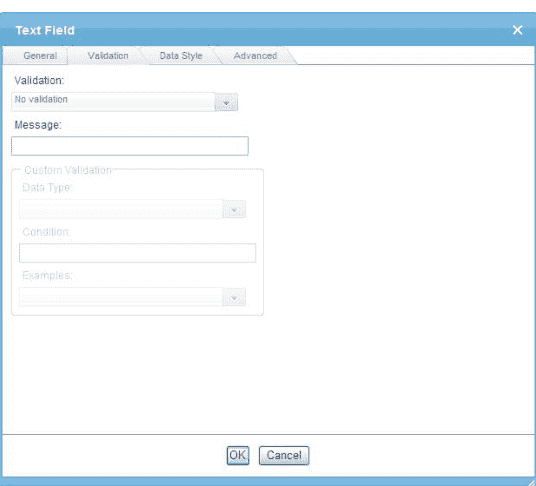 Text Field
General Validation Data Style Advanced
Validation:
No validation
Message:
Custom Validation
Data Type:
Condition:
Examples:
OK Cancel